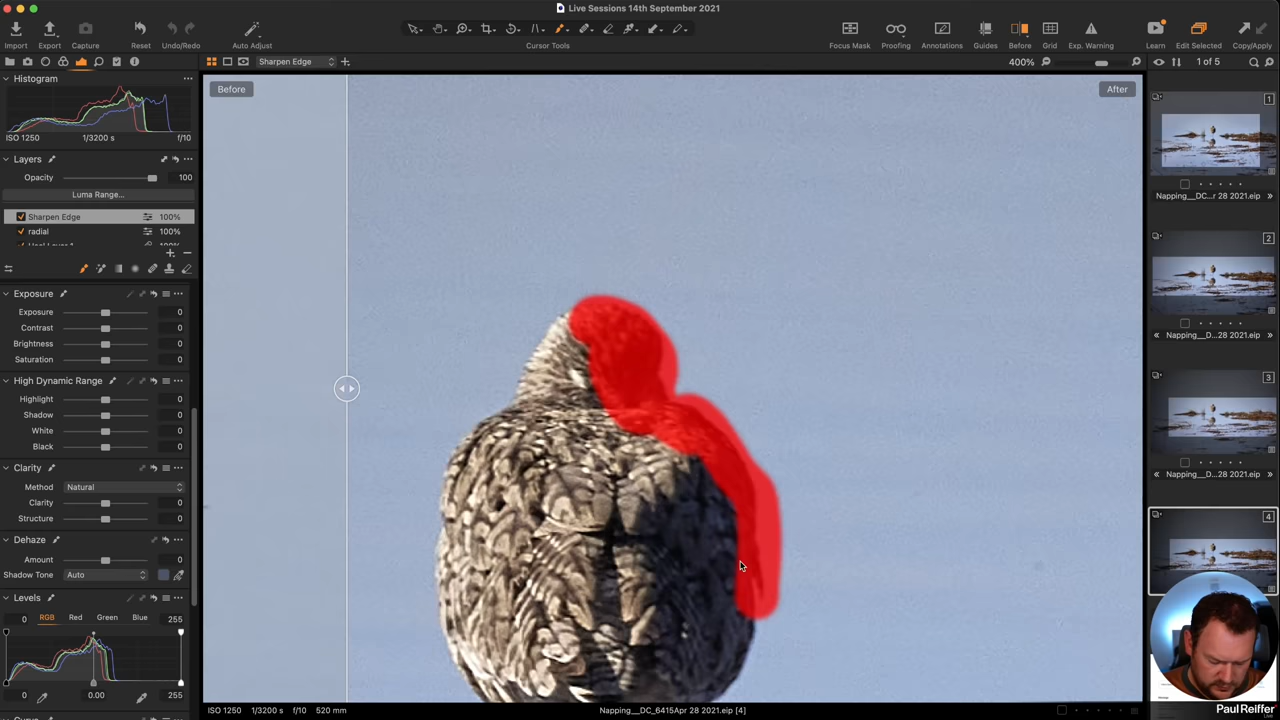 Live Sessions 14th September 2021
Import Export Capture Reset Undo/Redo Auto Adjust Cursor Tools Focus Mask Proofing Annotations Guides Before Grid Exp. Warning Learn Edit Selected Copy/Apply
Sharpen Edge 400% 1 of 5
Histogram
Before After
1
ISO 1250 1/3200 s f/10
Layers
Opacity 100
Luma Range...
Napping__DC...r 28 2021.eip
Sharpen Edge 100%
radial 100%
2
Exposure
Exposure 0
Contrast 0
Brightness 0
Napping__D...28 2021.eip
Saturation 0
High Dynamic Range
3
Highlight 0
Shadow 0
White 0
Black 0
Clarity
Napping__D...28 2021.eip
Method Natural
Clarity 0
Structure 0
4
Dehaze
Amount 0
Shadow Tone Auto
Levels
0 RGB Red Green Blue 255
0 0.00 255
ISO 1250 1/3200 s f/10 520 mm Napping__DC_6415Apr 28 2021.eip [4]
Paul Reiffer